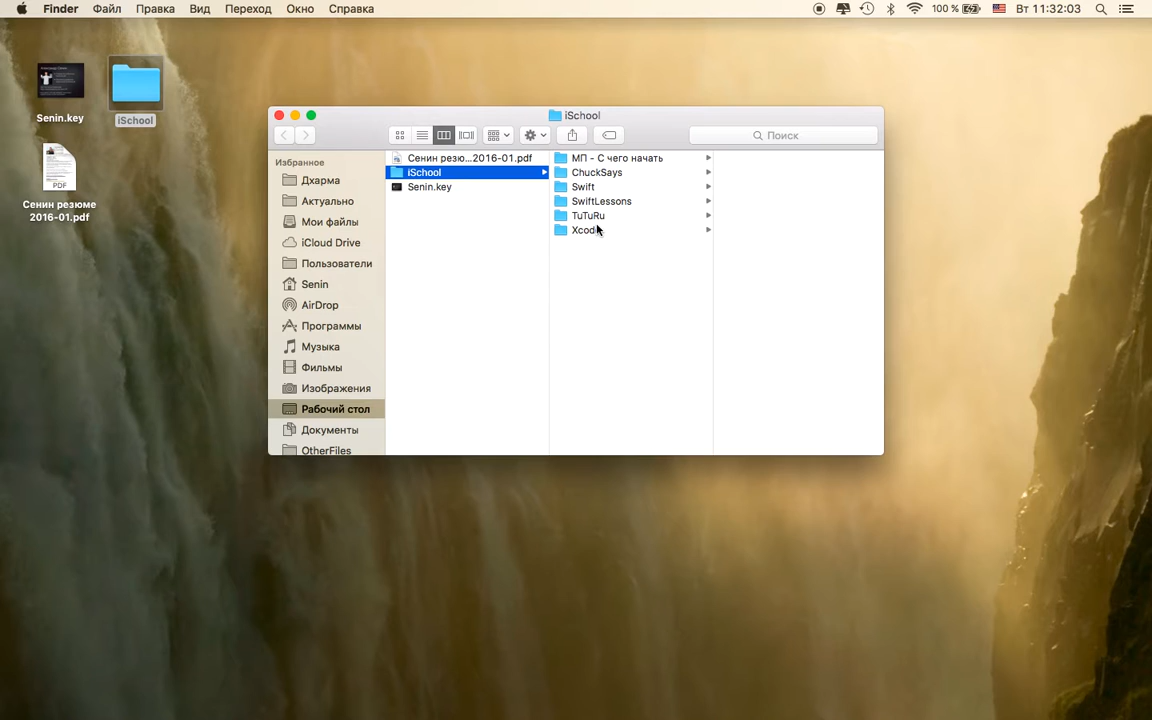 Finder Файл Правка Вид Переход Окно Справка 100 % Вт 11:32:03
Senin.key
iSchool
PDF
Сенин резюме
2016-01.pdf
iSchool
Поиск
Избранное
Дхарма
Актуально
Мои файлы
iCloud Drive
Пользователи
Senin
AirDrop
Программы
Музыка
Фильмы
Изображения
Рабочий стол
Документы
OtherFiles
Сенин резю...2016-01.pdf
iSchool
Senin.key
МП - С чего начать
ChuckSays
Swift
SwiftLessons
TuTuRu
Xcode